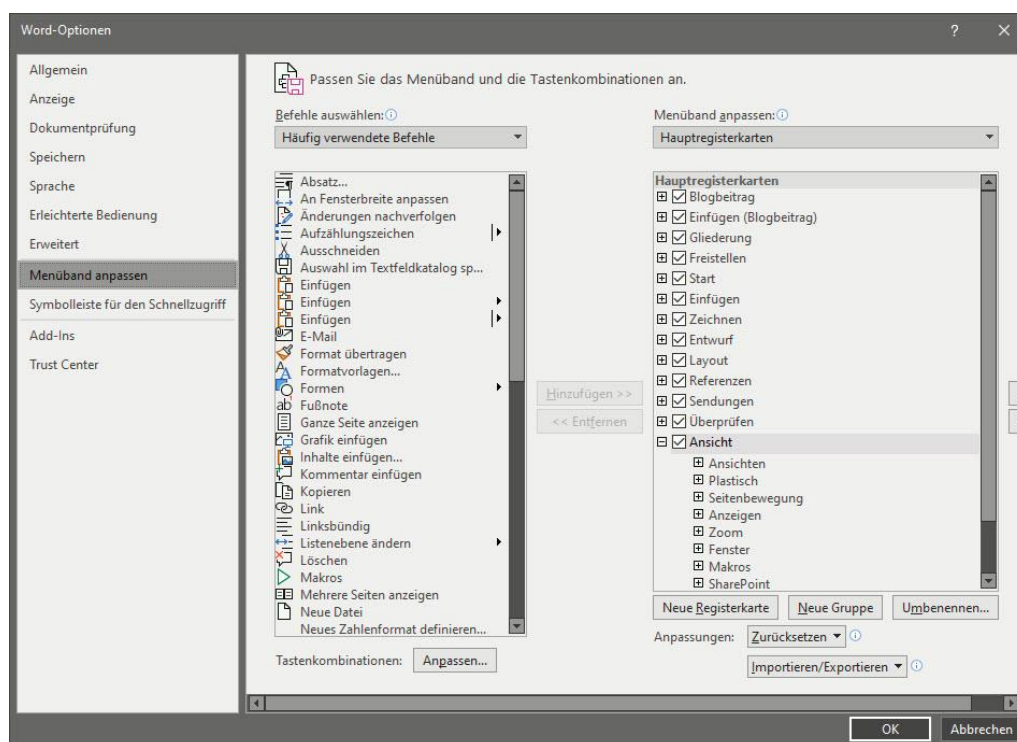 Word-Optionen
Allgemein
Anzeige
Dokumentprüfung
Speichern
Sprache
Erleichterte Bedienung
Erweitert
Menüband anpassen
Symbolleiste für den Schnellzugriff
Add-Ins
Trust Center
Passen Sie das Menüband und die Tastenkombinationen an.
Befehle auswählen:
Häufig verwendete Befehle
Absatz...
An Fensterbreite anpassen
Änderungen nachverfolgen
Aufzählungszeichen
Ausschneiden
Auswahl im Textfeldkatalog sp...
Einfügen
Einfügen
Einfügen
E-Mail
Format übertragen
Formatvorlagen...
Formen
Fußnote
Ganze Seite anzeigen
Grafik einfügen
Inhalte einfügen...
Kommentar einfügen
Kopieren
Link
Linksbündig
Listenebene ändern
Löschen
Makros
Mehrere Seiten anzeigen
Neue Datei
Neues Zahlenformat definieren...
Tastenkombinationen: Anpassen...
Hinzufügen >>
<< Entfernen
Menüband anpassen:
Hauptregisterkarten
Hauptregisterkarten
Blogbeitrag
Einfügen (Blogbeitrag)
Gliederung
Freistellen
Start
Einfügen
Zeichnen
Entwurf
Layout
Referenzen
Sendungen
Überprüfen
Ansicht
Ansichten
Plastisch
Seitenbewegung
Anzeigen
Zoom
Fenster
Makros
SharePoint
Neue Registerkarte Neue Gruppe Umbenennen...
Anpassungen: Zurücksetzen
Importieren/Exportieren
OK Abbrechen